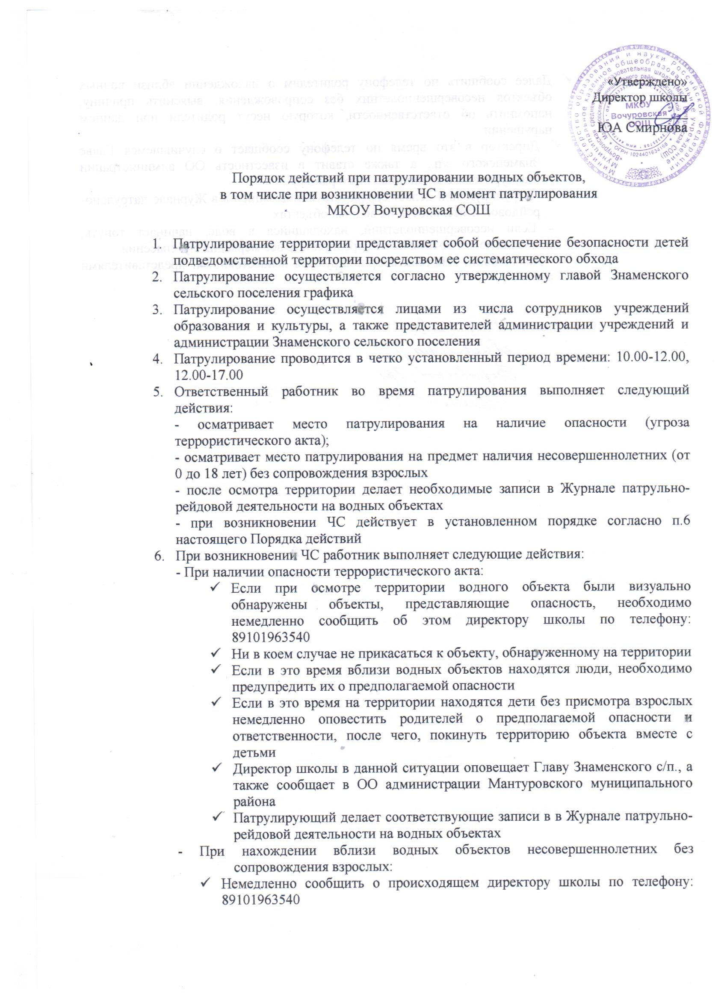 «Утверждено»
Директор школы
ЮА Смирнова
МКОУ
Вочуровская
СОШ
Порядок действий при патрулировании водных объектов,
в том числе при возникновении ЧС в момент патрулирования
МКОУ Вочуровская СОШ
1. Патрулирование территории представляет собой обеспечение безопасности детей
подведомственной территории посредством ее систематического обхода
2. Патрулирование осуществляется согласно утвержденному главой Знаменского
сельского поселения графика
3. Патрулирование осуществляется лицами из числа сотрудников учреждений
образования и культуры, а также представителей администрации учреждений и
администрации Знаменского сельского поселения
4. Патрулирование проводится в четко установленный период времени: 10.00-12.00,
12.00-17.00
5. Ответственный работник во время патрулирования выполняет следующий
действия:
- осматривает место патрулирования на наличие опасности (угроза
террористического акта);
- осматривает место патрулирования на предмет наличия несовершеннолетних (от
0 до 18 лет) без сопровождения взрослых
- после осмотра территории делает необходимые записи в Журнале патрульно-
рейдовой деятельности на водных объектах
- при возникновении ЧС действует в установленном порядке согласно п.6
настоящего Порядка действий
6. При возникновении ЧС работник выполняет следующие действия:
- При наличии опасности террористического акта:
✓ Если при осмотре территории водного объекта были визуально
обнаружены объекты, представляющие опасность, необходимо
немедленно сообщить об этом директору школы по телефону:
89101963540
✓ Ни в коем случае не прикасаться к объекту, обнаруженному на территории
✓ Если в это время вблизи водных объектов находятся люди, необходимо
предупредить их о предполагаемой опасности
✓ Если в это время на территории находятся дети без присмотра взрослых
немедленно оповестить родителей о предполагаемой опасности и
ответственности, после чего, покинуть территорию объекта вместе с
детьми
✓ Директор школы в данной ситуации оповещает Главу Знаменского с/п., а
также сообщает в ОО администрации Мантуровского муниципального
района
✓ Патрулирующий делает соответствующие записи в в Журнале патрульно-
рейдовой деятельности на водных объектах
- При нахождении вблизи водных объектов несовершеннолетних без
сопровождения взрослых:
✓ Немедленно сообщить о происходящем директору школы по телефону:
89101963540